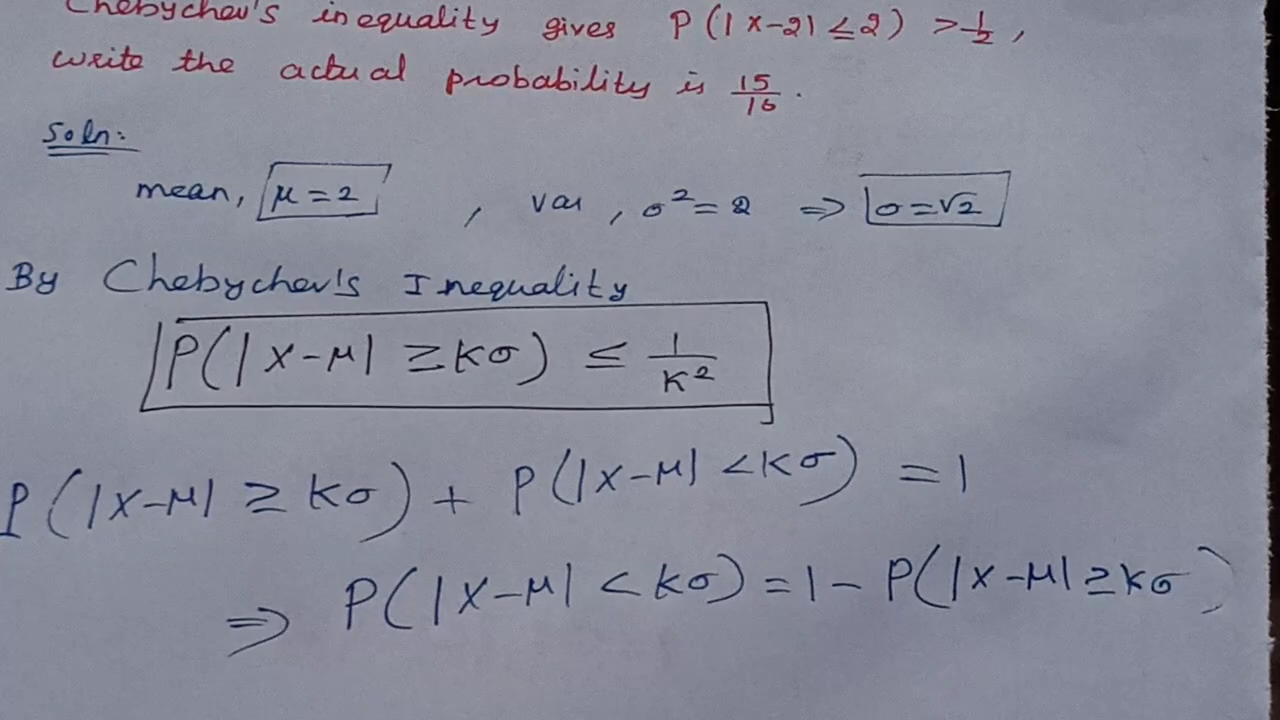 Chebychev's inequality gives P(|X-2| ≤ 2) > 1/2,
write the actual probability is 15/16.
Soln:
mean, μ = 2 , var, σ² = 2 ⇒ σ = √2
By Chebychev's Inequality
P(|X-μ| ≥ kσ) ≤ 1/k²
P(|X-μ| ≥ kσ) + P(|X-μ| < kσ) = 1
⇒ P(|X-μ| < kσ) = 1 - P(|X-μ| ≥ kσ)